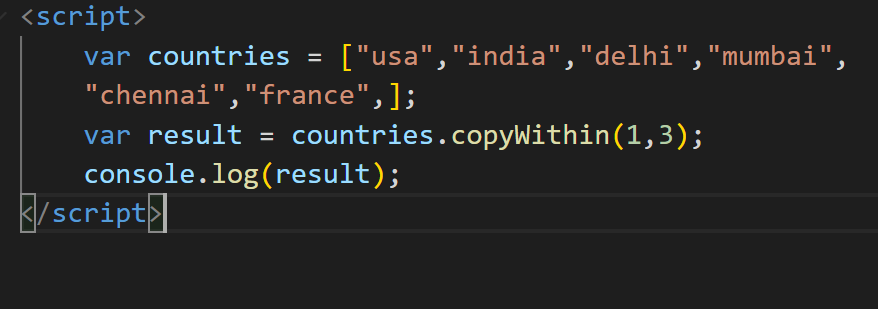 <script>
var countries = ["usa","india","delhi","mumbai",
"chennai","france",];
var result = countries.copyWithin(1,3);
console.log(result);
</script>